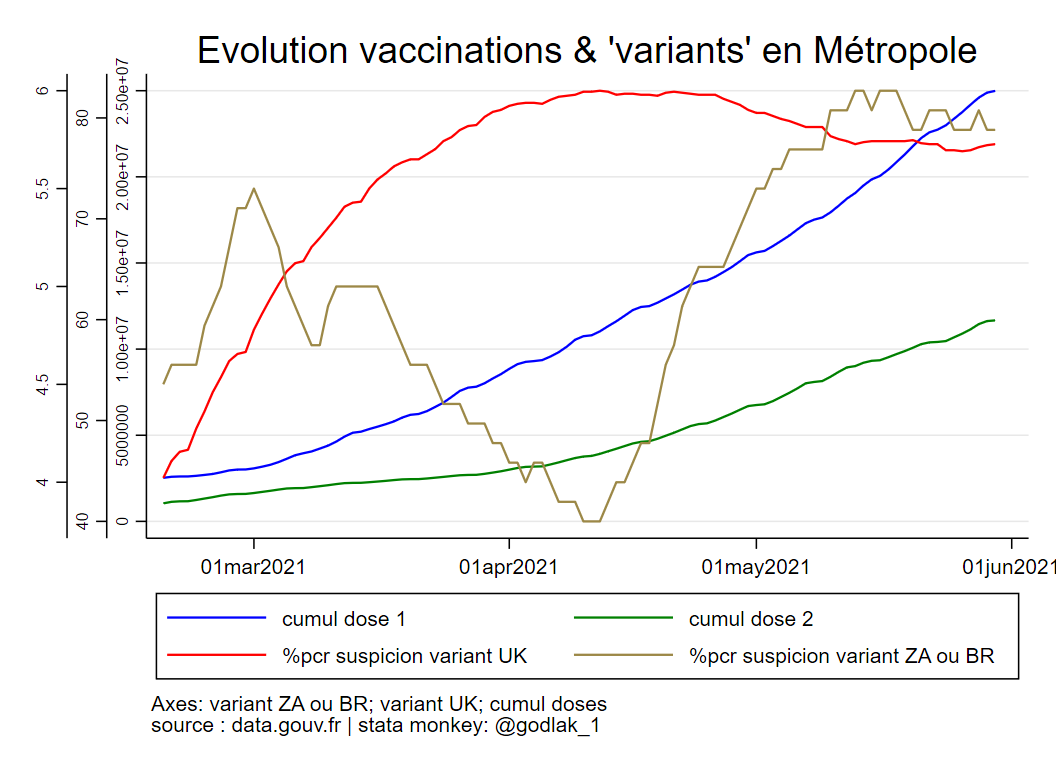 Evolution vaccinations & 'variants' en Métropole
6
5.5
5
4.5
4
80
70
60
50
40
2.50e+07
2.00e+07
1.50e+07
1.00e+07
5000000
0
01mar2021 01apr2021 01may2021 01jun2021
cumul dose 1 cumul dose 2
%pcr suspicion variant UK %pcr suspicion variant ZA ou BR
Axes: variant ZA ou BR; variant UK; cumul doses
source : data.gouv.fr | stata monkey: @godlak_1